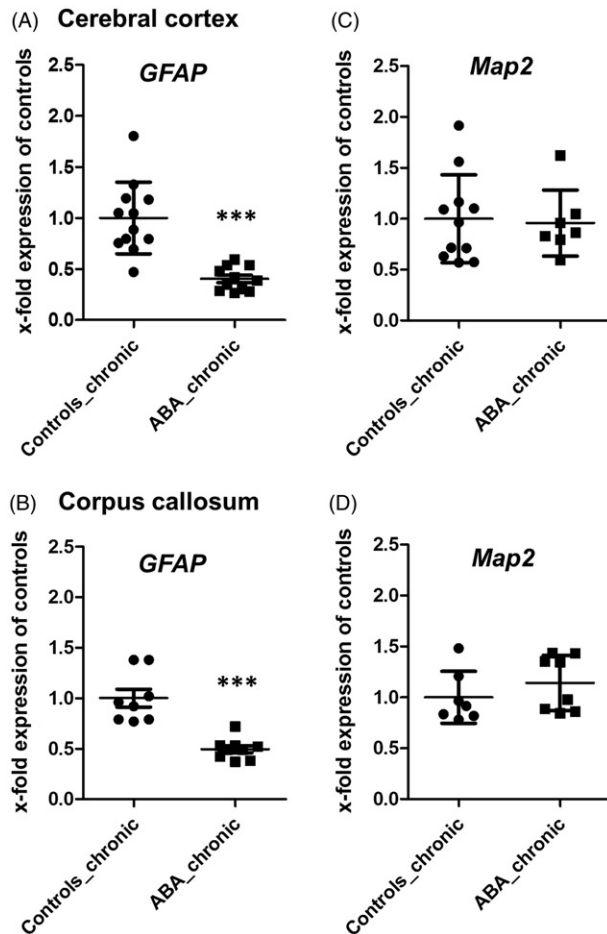 (A) Cerebral cortex
GFAP
x-fold expression of controls
2.5
2.0
1.5
1.0
0.5
0.0
***
Controls_chronic
ABA_chronic
(C)
Map2
x-fold expression of controls
2.5
2.0
1.5
1.0
0.5
0.0
Controls_chronic
ABA_chronic
(B) Corpus callosum
GFAP
x-fold expression of controls
2.5
2.0
1.5
1.0
0.5
0.0
***
Controls_chronic
ABA_chronic
(D)
Map2
x-fold expression of controls
2.5
2.0
1.5
1.0
0.5
0.0
Controls_chronic
ABA_chronic